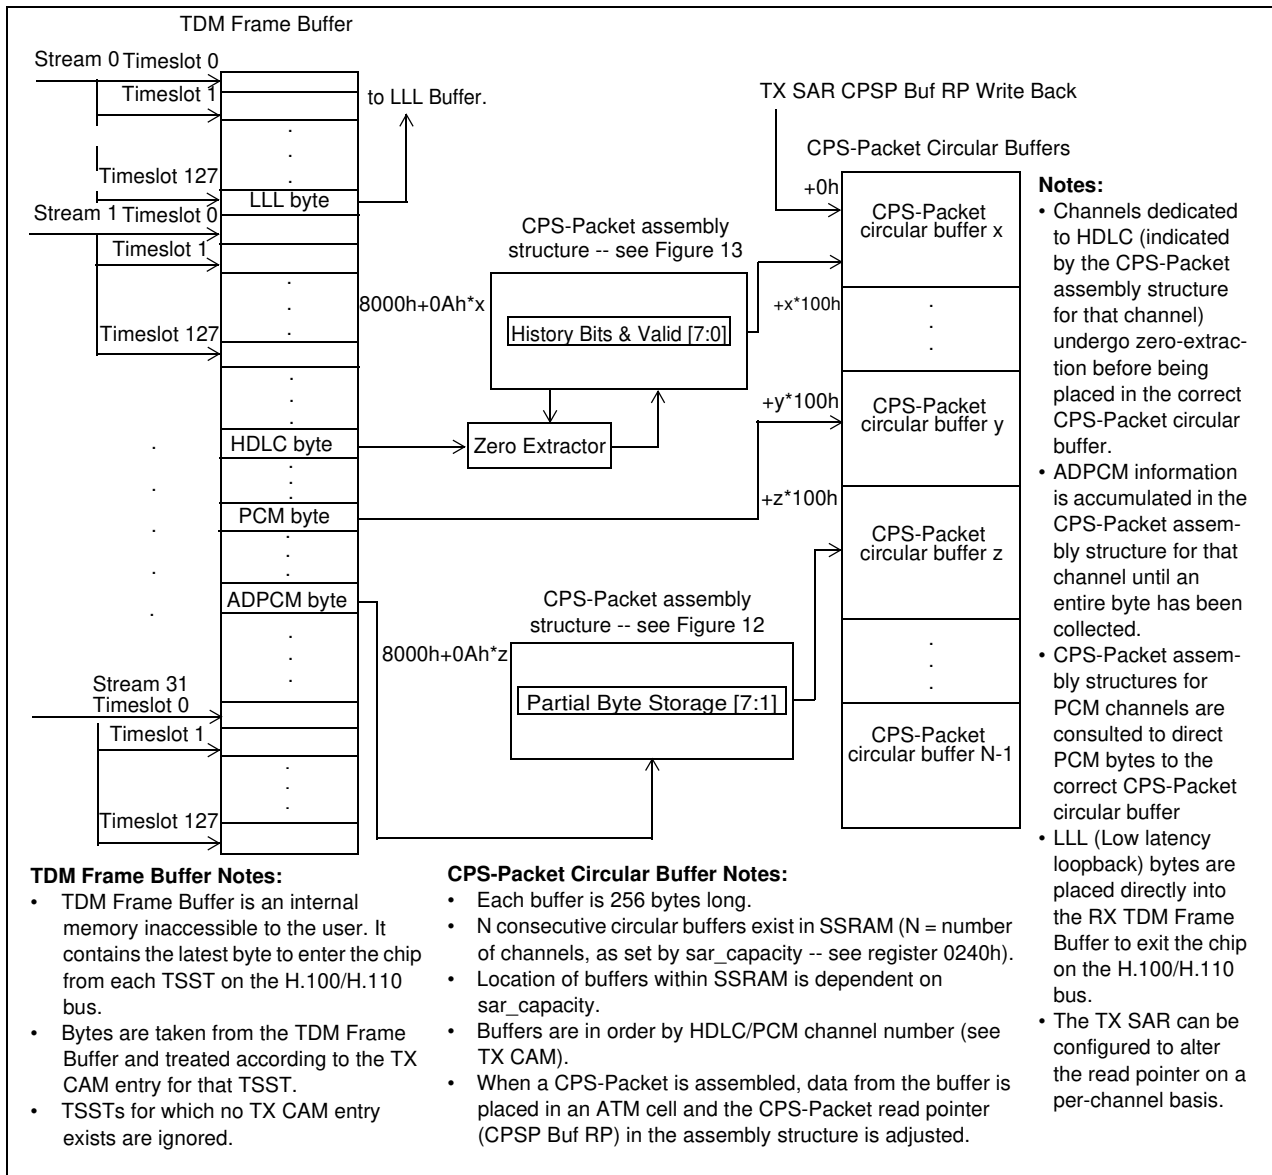 TDM Frame Buffer
Stream 0 Timeslot 0
Timeslot 1
.
.
.
Timeslot 127
LLL byte
to LLL Buffer.
Stream 1 Timeslot 0
Timeslot 1
.
.
.
Timeslot 127
.
.
.
HDLC byte
.
.
.
PCM byte
.
.
.
ADPCM byte
.
.
.
.
.
.
.
.
Stream 31
Timeslot 0
Timeslot 1
.
.
.
Timeslot 127
CPS-Packet assembly
structure -- see Figure 13
8000h+0Ah*x
History Bits & Valid [7:0]
Zero Extractor
CPS-Packet assembly
structure -- see Figure 12
8000h+0Ah*z
Partial Byte Storage [7:1]
TX SAR CPSP Buf RP Write Back
CPS-Packet Circular Buffers
+0h
CPS-Packet
circular buffer x
+x*100h
.
.
.
+y*100h
CPS-Packet
circular buffer y
+z*100h
CPS-Packet
circular buffer z
.
.
.
CPS-Packet
circular buffer N-1
Notes:
• Channels dedicated
to HDLC (indicated
by the CPS-Packet
assembly structure
for that channel)
undergo zero-extrac-
tion before being
placed in the correct
CPS-Packet circular
buffer.
• ADPCM information
is accumulated in the
CPS-Packet assem-
bly structure for that
channel until an
entire byte has been
collected.
• CPS-Packet assem-
bly structures for
PCM channels are
consulted to direct
PCM bytes to the
correct CPS-Packet
circular buffer
• LLL (Low latency
loopback) bytes are
placed directly into
the RX TDM Frame
Buffer to exit the chip
on the H.100/H.110
bus.
• The TX SAR can be
configured to alter
the read pointer on a
per-channel basis.
TDM Frame Buffer Notes:
• TDM Frame Buffer is an internal
memory inaccessible to the user. It
contains the latest byte to enter the chip
from each TSST on the H.100/H.110
bus.
• Bytes are taken from the TDM Frame
Buffer and treated according to the TX
CAM entry for that TSST.
• TSSTs for which no TX CAM entry
exists are ignored.
CPS-Packet Circular Buffer Notes:
• Each buffer is 256 bytes long.
• N consecutive circular buffers exist in SSRAM (N = number
of channels, as set by sar_capacity -- see register 0240h).
• Location of buffers within SSRAM is dependent on
sar_capacity.
• Buffers are in order by HDLC/PCM channel number (see
TX CAM).
• When a CPS-Packet is assembled, data from the buffer is
placed in an ATM cell and the CPS-Packet read pointer
(CPSP Buf RP) in the assembly structure is adjusted.